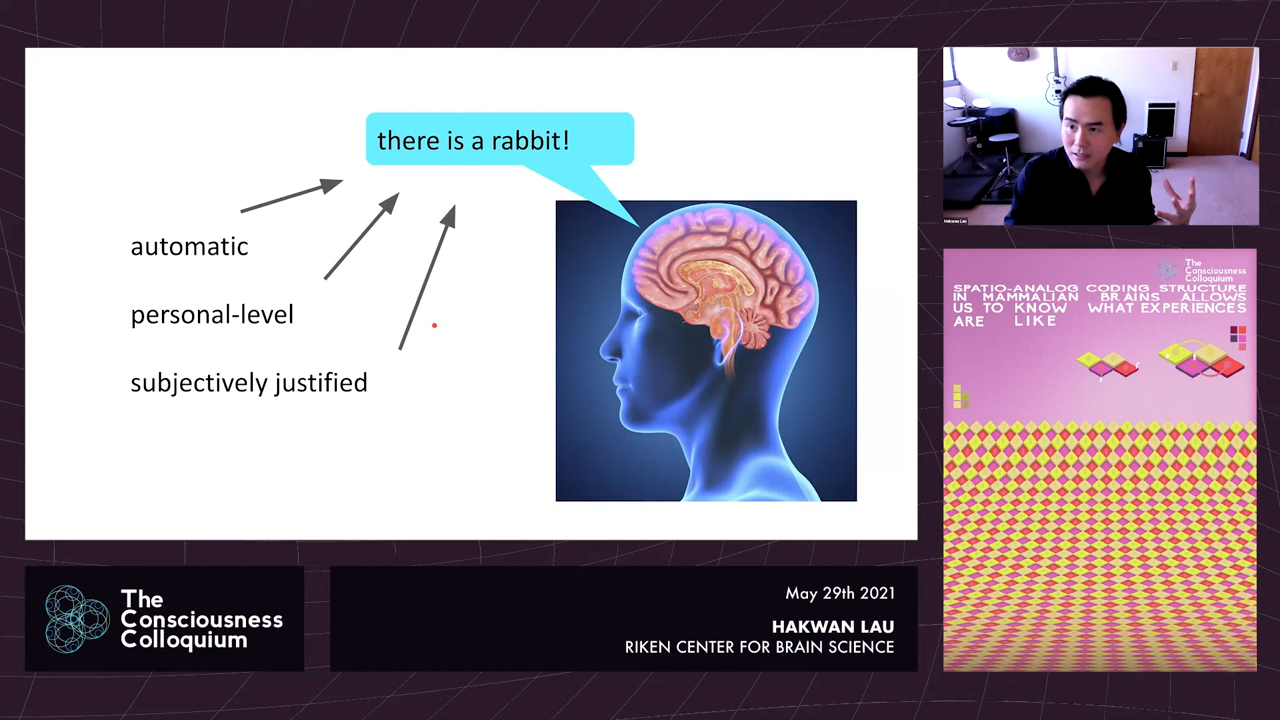 there is a rabbit!
automatic
personal-level
subjectively justified
Hakwan Lau
The
Consciousness
Colloquium
SPATIO-ANALOG CODING STRUCTURE
IN MAMMALIAN BRAINS ALLOWS
US TO KNOW WHAT EXPERIENCES
ARE LIKE
The
Consciousness
Colloquium
May 29th 2021
HAKWAN LAU
RIKEN CENTER FOR BRAIN SCIENCE